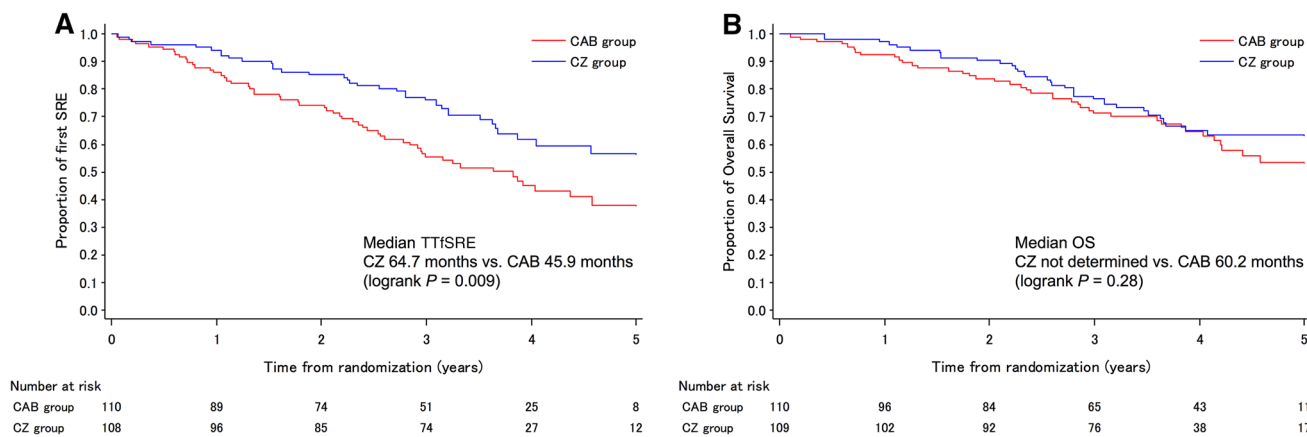 A
Proportion of first SRE
1.0
0.9
0.8
0.7
0.6
0.5
0.4
0.3
0.2
0.1
0.0
CAB group
CZ group
Median TTfSRE
CZ 64.7 months vs. CAB 45.9 months
(logrank P = 0.009)
0 1 2 3 4 5
Time from randomization (years)
Number at risk
CAB group 110 89 74 51 25 8
CZ group 108 96 85 74 27 12
B
Proportion of Overall Survival
1.0
0.9
0.8
0.7
0.6
0.5
0.4
0.3
0.2
0.1
0.0
CAB group
CZ group
Median OS
CZ not determined vs. CAB 60.2 months
(logrank P = 0.28)
0 1 2 3 4 5
Time from randomization (years)
Number at risk
CAB group 110 96 84 65 43 11
CZ group 109 102 92 76 38 17